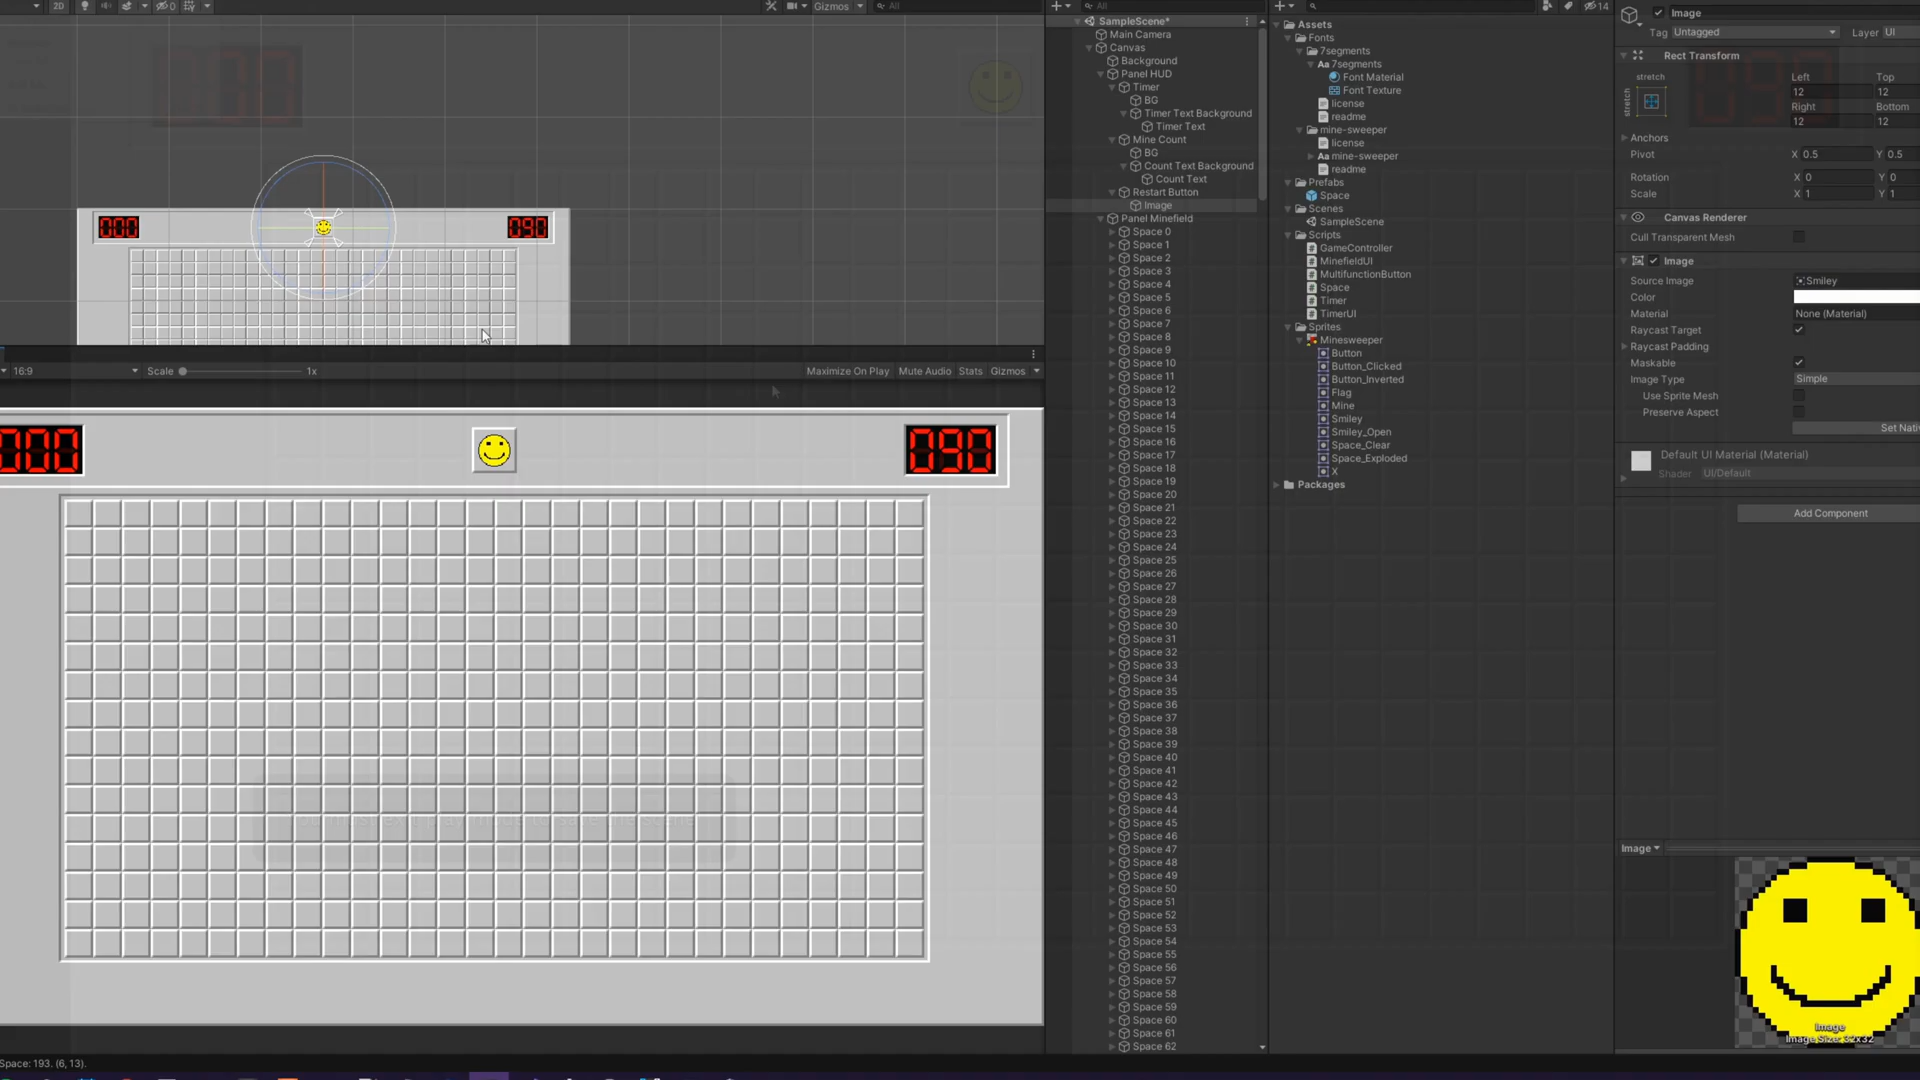 2D
0
Gizmos
All
000
090
16:9
Scale
1x
Maximize On Play
Mute Audio
Stats
Gizmos
000
090
Space: 193. (6,13).
All
SampleScene*
Main Camera
Canvas
Background
Panel HUD
Timer
BG
Timer Text Background
Timer Text
Mine Count
BG
Count Text Background
Count Text
Restart Button
Image
Panel Minefield
Space 0
Space 1
Space 2
Space 3
Space 4
Space 5
Space 6
Space 7
Space 8
Space 9
Space 10
Space 11
Space 12
Space 13
Space 14
Space 15
Space 16
Space 17
Space 18
Space 19
Space 20
Space 21
Space 22
Space 23
Space 24
Space 25
Space 26
Space 27
Space 28
Space 29
Space 30
Space 31
Space 32
Space 33
Space 34
Space 35
Space 36
Space 37
Space 38
Space 39
Space 40
Space 41
Space 42
Space 43
Space 44
Space 45
Space 46
Space 47
Space 48
Space 49
Space 50
Space 51
Space 52
Space 53
Space 54
Space 55
Space 56
Space 57
Space 58
Space 59
Space 60
Space 61
Space 62
14
Assets
Fonts
7segments
Aa 7segments
Font Material
Font Texture
license
readme
mine-sweeper
license
Aa mine-sweeper
readme
Prefabs
Space
Scenes
SampleScene
Scripts
GameController
MinefieldUI
MultifunctionButton
Space
Timer
TimerUI
Sprites
Minesweeper
Button
Button_Clicked
Button_Inverted
Flag
Mine
Smiley
Smiley_Open
Space_Clear
Space_Exploded
X
Packages
Image
Tag Untagged Layer UI
Rect Transform
stretch
stretch
Left Top
12 12
Right Bottom
12 12
Anchors
Pivot X 0.5 Y 0.5
Rotation X 0 Y 0
Scale X 1 Y 1
Canvas Renderer
Cull Transparent Mesh
Image
Source Image Smiley
Color
Material None (Material)
Raycast Target
Raycast Padding
Maskable
Image Type Simple
Use Sprite Mesh
Preserve Aspect
Set Nati
Default UI Material (Material)
Shader UI/Default
Add Component
Image
Image
Image Size: 32x32